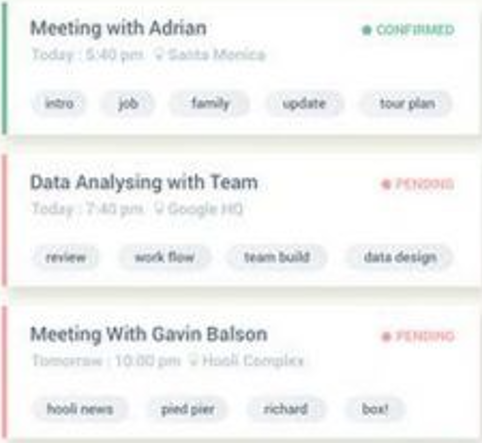 Meeting with Adrian
CONFIRMED
Today : 5:40 pm Santa Monica
intro job family update tour plan
Data Analysing with Team
PENDING
Today : 7:40 pm Google HQ
review work flow team build data design
Meeting With Gavin Balson
PENDING
Tomorrow : 10:00 pm Hooli Complex
hooli news pied pier richard box!